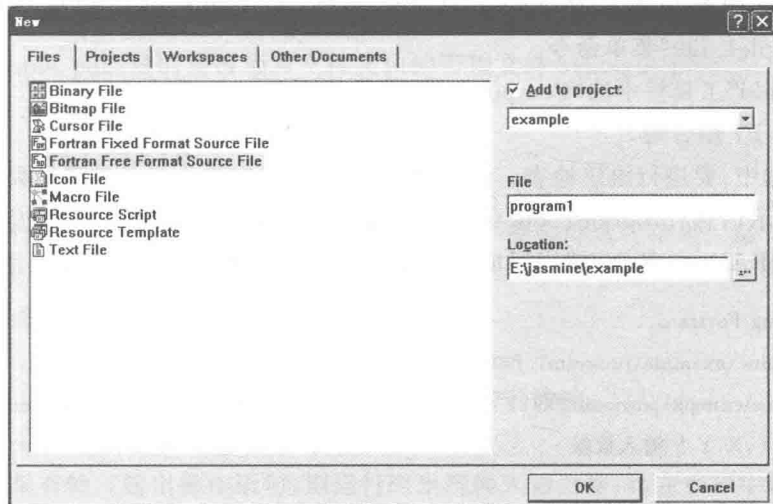 New
Files Projects Workspaces Other Documents
Binary File
Bitmap File
Cursor File
Fortran Fixed Format Source File
Fortran Free Format Source File
Icon File
Macro File
Resource Script
Resource Template
Text File
Add to project:
example
File
program1
Location:
E:\jasmine\example
...
OK Cancel